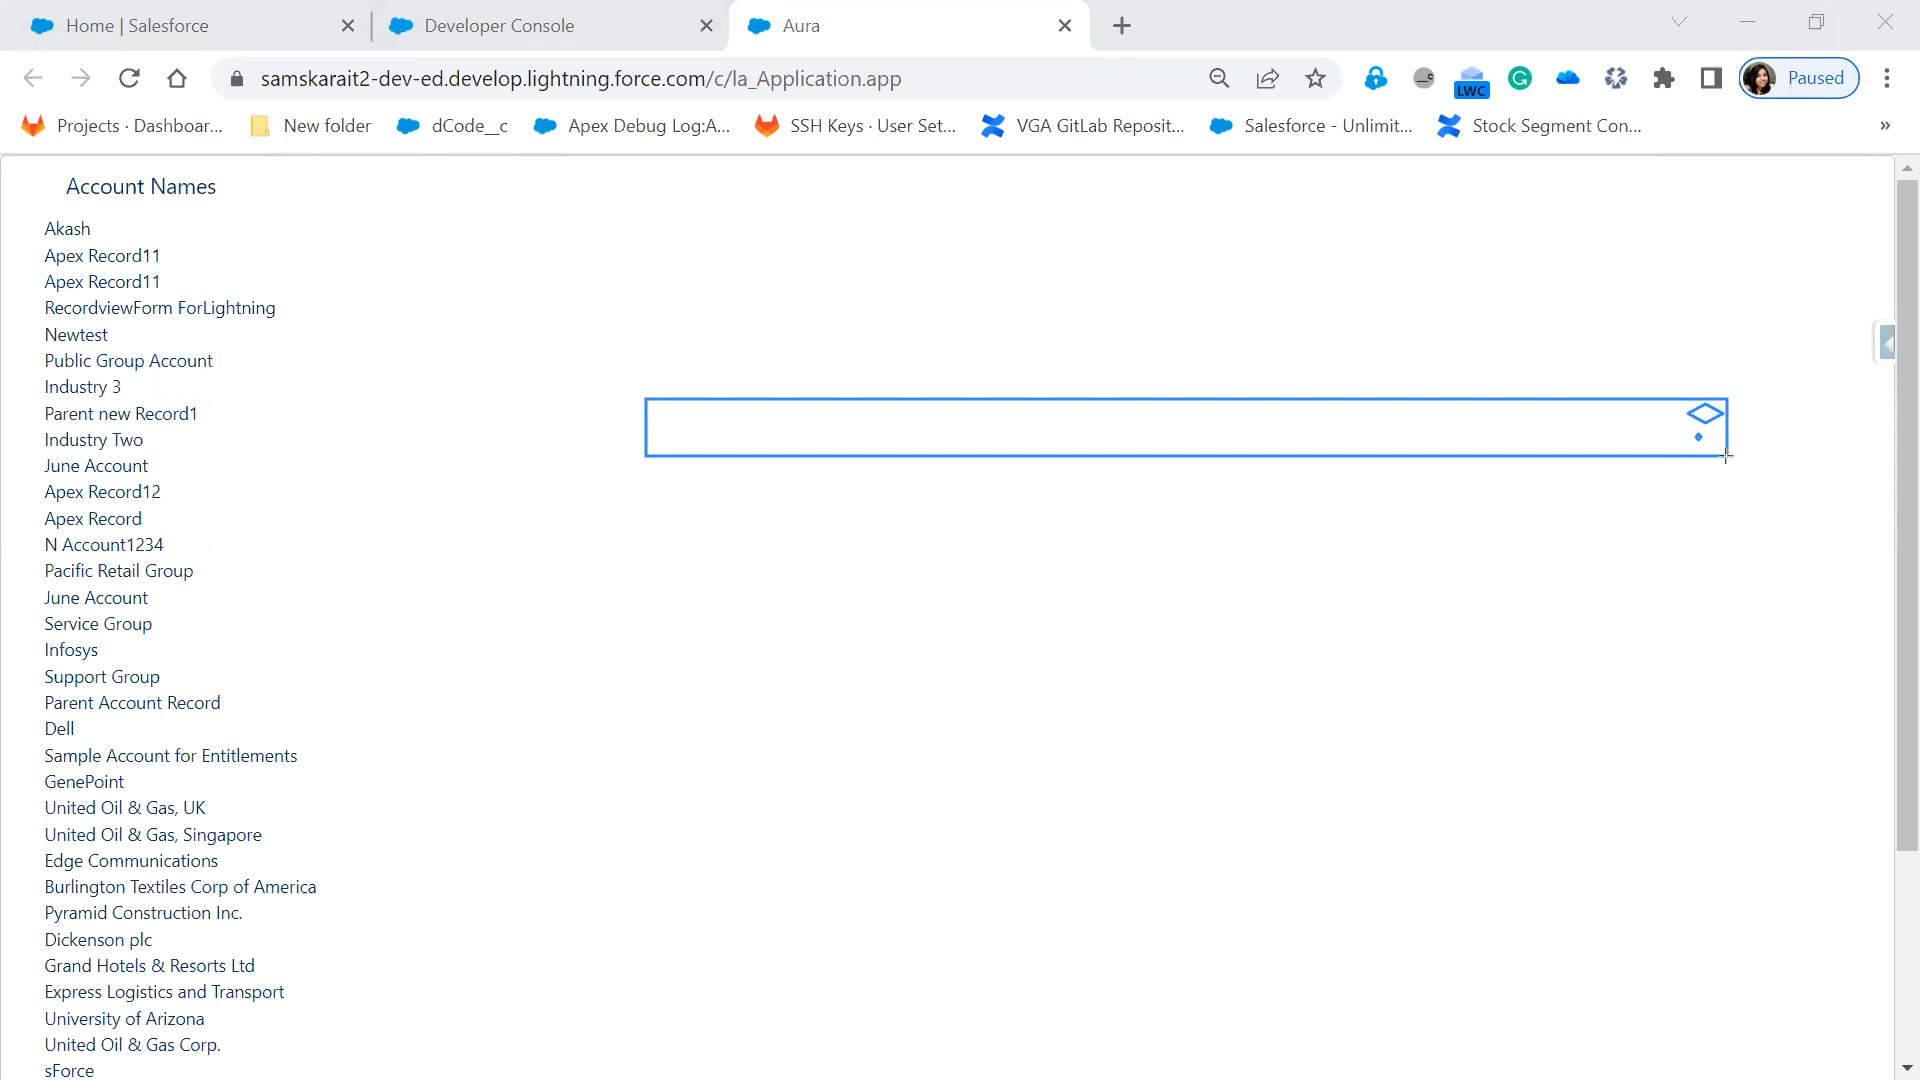 Home | Salesforce
Developer Console
Aura
samskarait2-dev-ed.develop.lightning.force.com/c/la_Application.app
LWC
Paused
Projects · Dashboar...
New folder
dCode__c
Apex Debug Log:A...
SSH Keys · User Set...
VGA GitLab Reposit...
Salesforce - Unlimit...
Stock Segment Con...
»
Account Names
Akash
Apex Record11
Apex Record11
RecordviewForm ForLightning
Newtest
Public Group Account
Industry 3
Parent new Record1
Industry Two
June Account
Apex Record12
Apex Record
N Account1234
Pacific Retail Group
June Account
Service Group
Infosys
Support Group
Parent Account Record
Dell
Sample Account for Entitlements
GenePoint
United Oil & Gas, UK
United Oil & Gas, Singapore
Edge Communications
Burlington Textiles Corp of America
Pyramid Construction Inc.
Dickenson plc
Grand Hotels & Resorts Ltd
Express Logistics and Transport
University of Arizona
United Oil & Gas Corp.
sForce